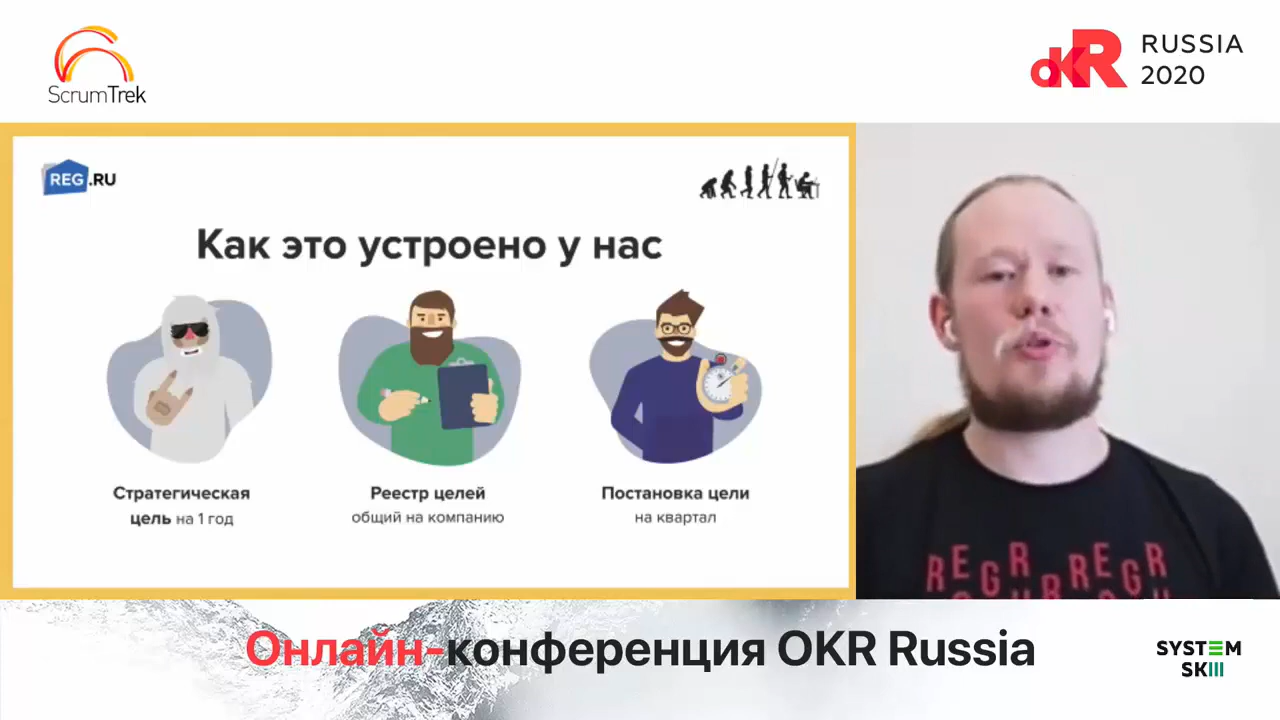 ScrumTrek
OKR RUSSIA
2020
REG.RU
Как это устроено у нас
Стратегическая
цель на 1 год
Реестр целей
общий на компанию
Постановка цели
на квартал
REGR REGR
Онлайн-конференция OKR Russia
SYSTEM
SKILL